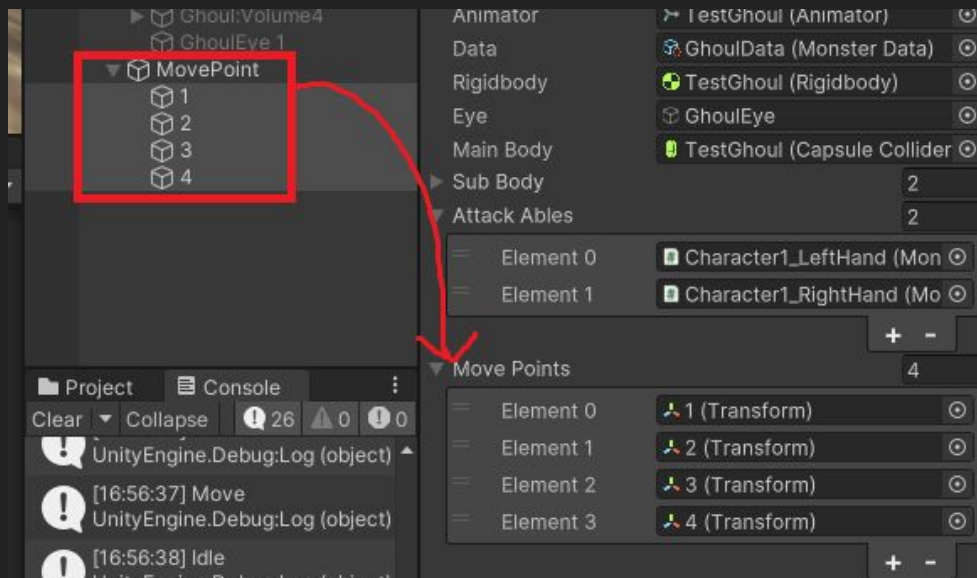 Ghoul:Volume4
GhoulEye 1
MovePoint
1
2
3
4
Project
Console
Clear
Collapse
26
0
0
UnityEngine.Debug:Log (object)
[16:56:37] Move
UnityEngine.Debug:Log (object)
[16:56:38] Idle
Animator
TestGhoul (Animator)
Data
GhoulData (Monster Data)
Rigidbody
TestGhoul (Rigidbody)
Eye
GhoulEye
Main Body
TestGhoul (Capsule Collider
Sub Body
2
Attack Ables
2
Element 0
Character1_LeftHand (Mon
Element 1
Character1_RightHand (Mo
+ -
Move Points
4
Element 0
1 (Transform)
Element 1
2 (Transform)
Element 2
3 (Transform)
Element 3
4 (Transform)
+ -